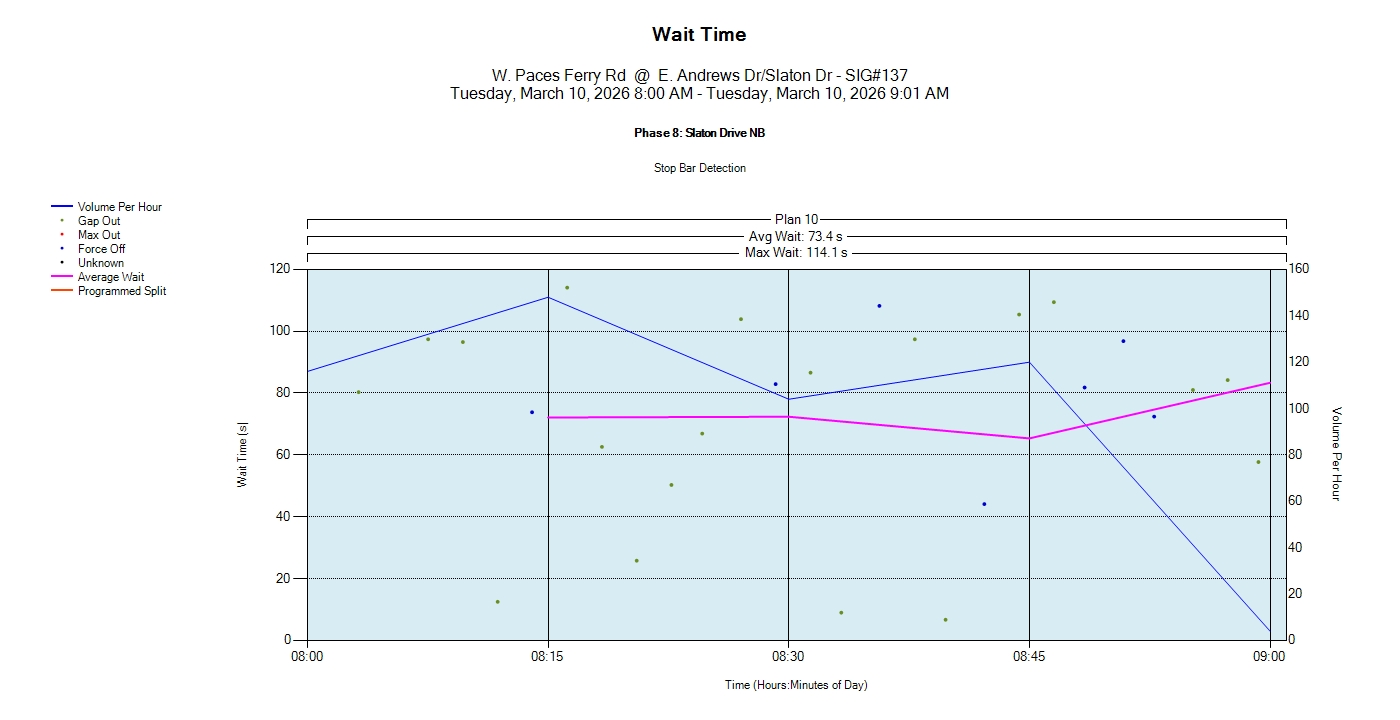 Wait Time
W. Paces Ferry Rd @ E. Andrews Dr/Slaton Dr - SIG#137
Tuesday, March 10, 2026 8:00 AM - Tuesday, March 10, 2026 9:01 AM
Phase 8: Slaton Drive NB
Stop Bar Detection
Volume Per Hour
Gap Out
Max Out
Force Off
Unknown
Average Wait
Programmed Split
Plan 10
Avg Wait: 73.4 s
Max Wait: 114.1 s
120
100
80
60
40
20
0
Wait Time (s)
160
140
120
100
80
60
40
20
0
Volume Per Hour
08:00 08:15 08:30 08:45 09:00
Time (Hours:Minutes of Day)